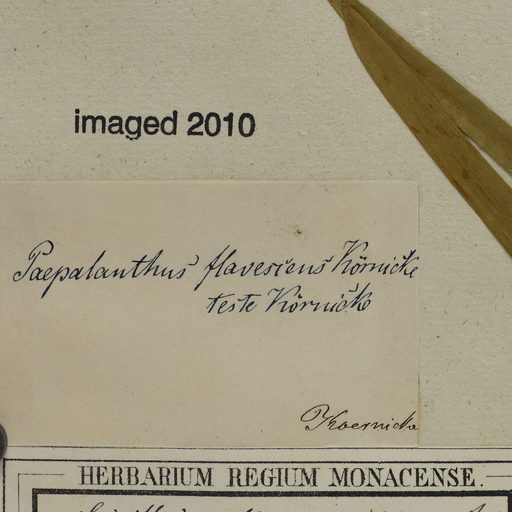 imaged 2010
Paepalanthus flavescens Körnicke
teste Körnicke
Koernicke
HERBARIUM REGIUM MONACENSE.